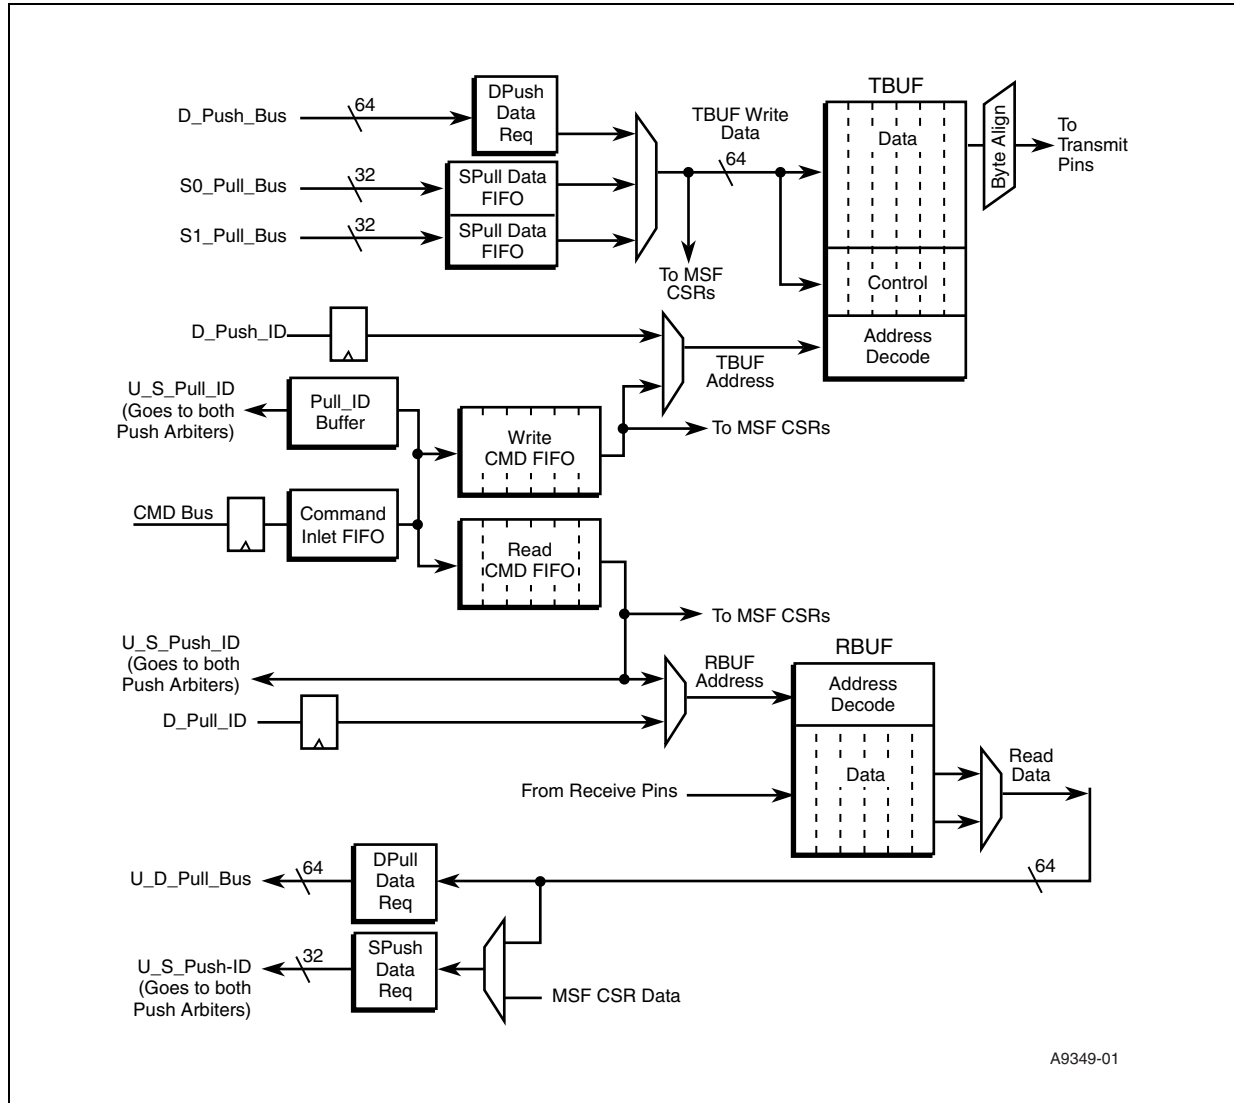 D_Push_Bus
64
DPush
Data
Req
S0_Pull_Bus
32
SPull Data
FIFO
S1_Pull_Bus
32
SPull Data
FIFO
TBUF Write
Data
64
To MSF
CSRs
TBUF
Data
Control
Address
Decode
Byte Align
To
Transmit
Pins
D_Push_ID
TBUF
Address
U_S_Pull_ID
(Goes to both
Push Arbiters)
Pull_ID
Buffer
Write
CMD FIFO
To MSF CSRs
CMD Bus
Command
Inlet FIFO
Read
CMD FIFO
To MSF CSRs
U_S_Push_ID
(Goes to both
Push Arbiters)
D_Pull_ID
RBUF
Address
RBUF
Address
Decode
Data
From Receive Pins
Read
Data
64
U_D_Pull_Bus
64
DPull
Data
Req
U_S_Push-ID
(Goes to both
Push Arbiters)
32
SPush
Data
Req
MSF CSR Data
A9349-01